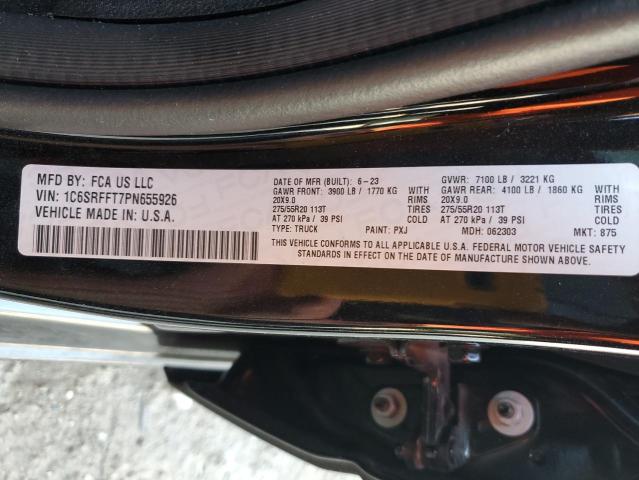 MFD BY: FCA US LLC
VIN: 1C6SRFFT7PN655926
VEHICLE MADE IN U.S.A.
DATE OF MFR (BUILT): 6-23 GVWR: 7100 LB / 3221 KG
GAWR FRONT: 3900 LB / 1770 KG WITH GAWR REAR: 4100 LB / 1860 KG WITH
20X9.0 RIMS 20X9.0 RIMS
275/55R20 113T TIRES 275/55R20 113T TIRES
AT 270 kPa / 39 PSI COLD AT 270 kPa / 39 PSI COLD
TYPE: TRUCK PAINT: PXJ MDH: 062303 MKT: 875
THIS VEHICLE CONFORMS TO ALL APPLICABLE U.S.A. FEDERAL MOTOR VEHICLE SAFETY
STANDARDS IN EFFECT ON THE DATE OF MANUFACTURE SHOWN ABOVE.